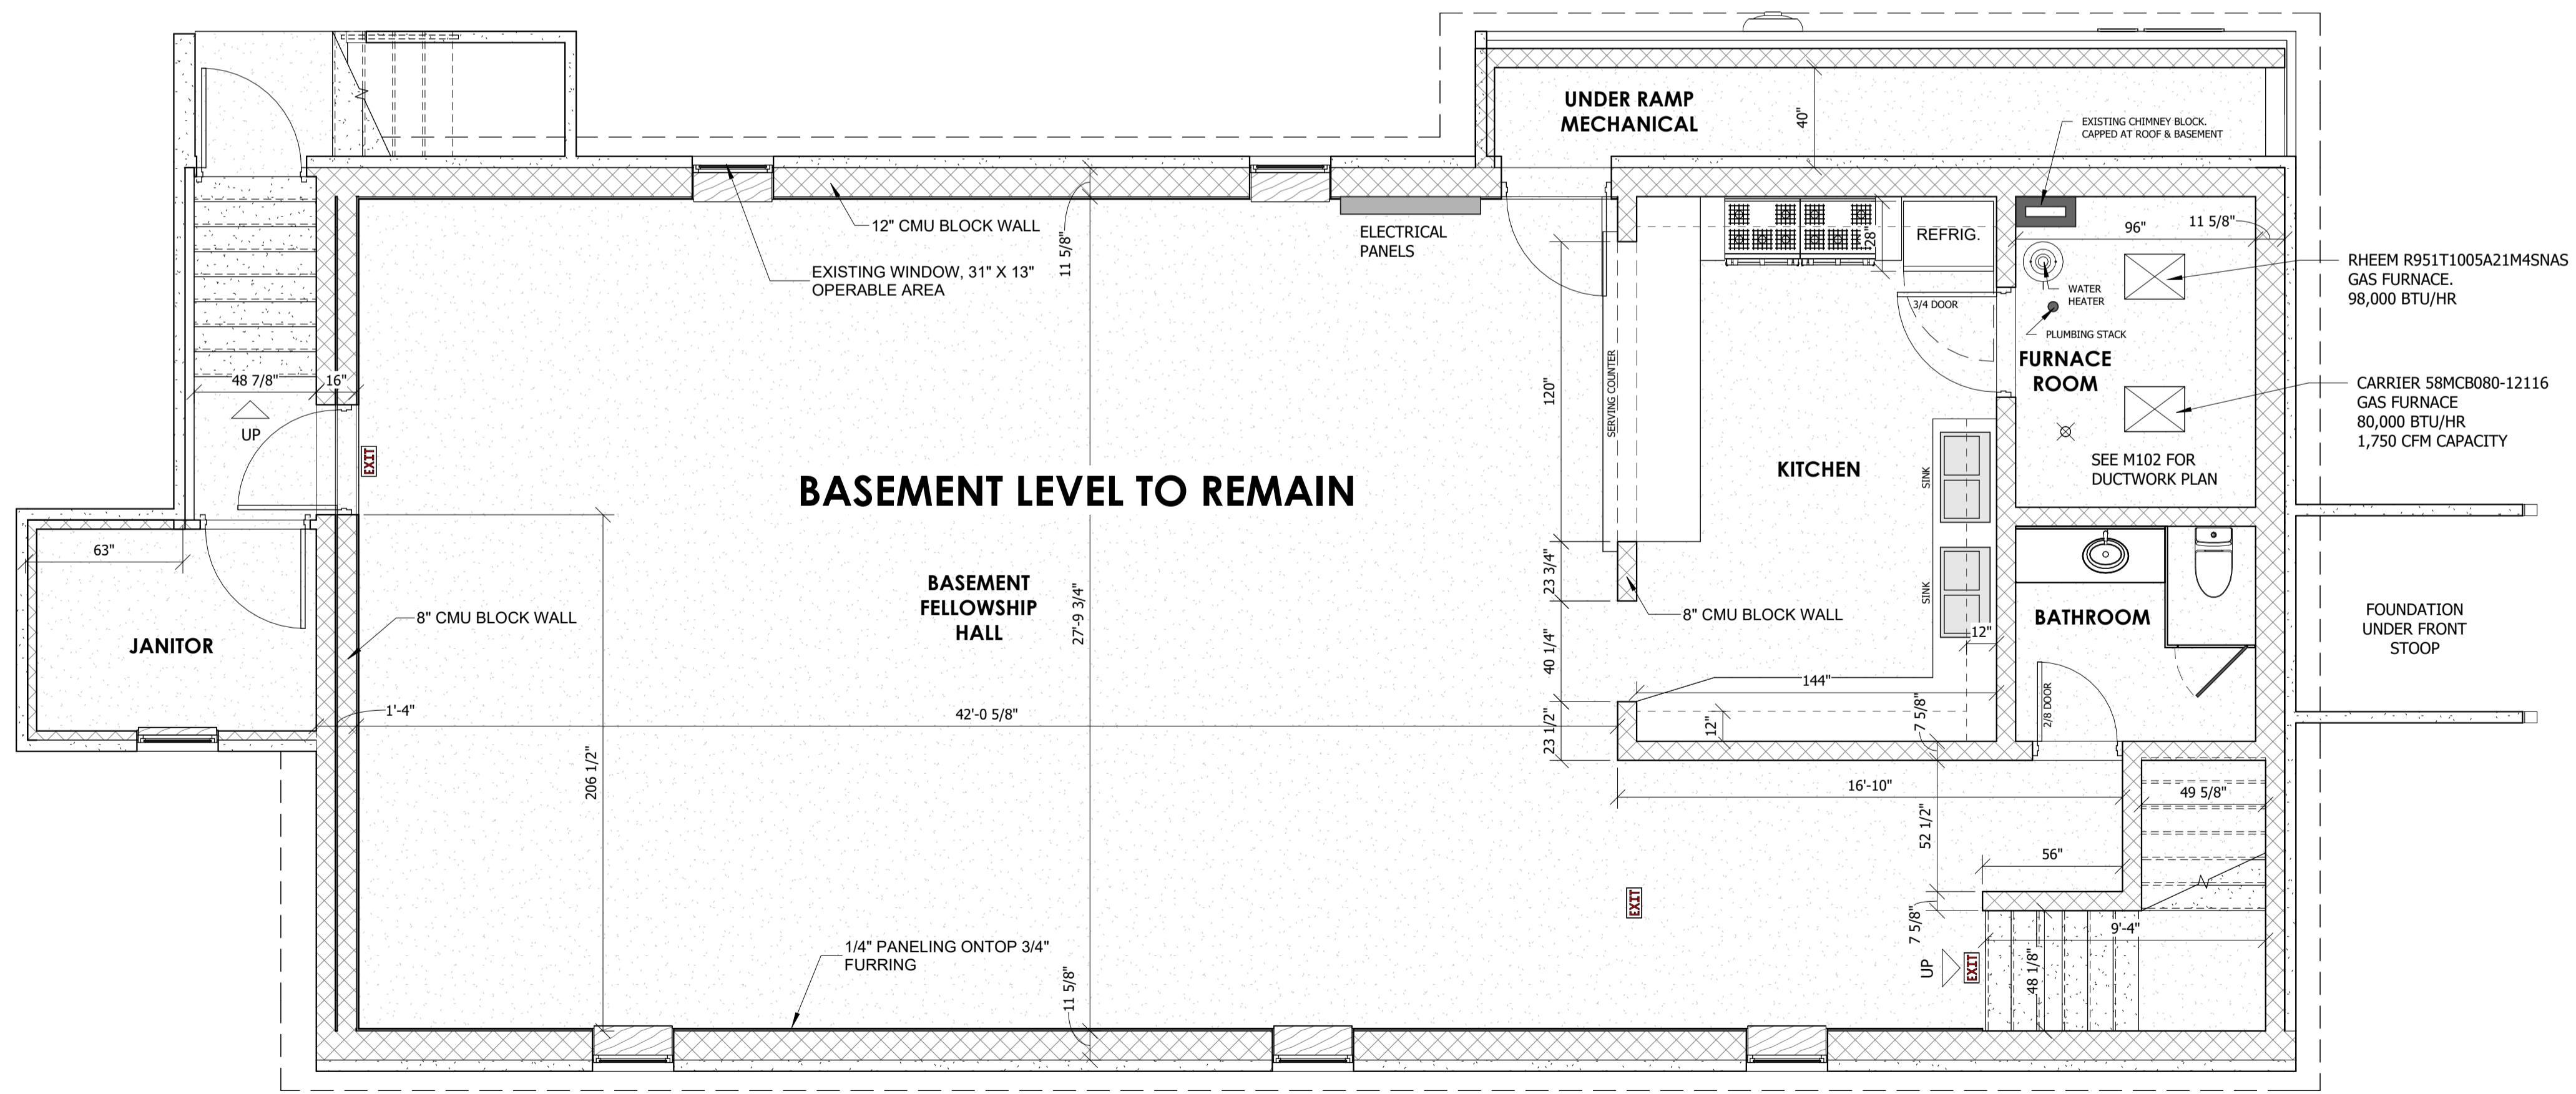 UNDER RAMP
MECHANICAL
40"
EXISTING CHIMNEY BLOCK.
CAPPED AT ROOF & BASEMENT
12" CMU BLOCK WALL
11 5/8"
ELECTRICAL
PANELS
EXISTING WINDOW, 31" X 13"
OPERABLE AREA
28"
REFRIG.
96"
11 5/8"
RHEEM R951T1005A21M4SNAS
GAS FURNACE.
98,000 BTU/HR
WATER
HEATER
3/4 DOOR
PLUMBING STACK
FURNACE
ROOM
48 7/8"
16"
UP
120"
SERVING COUNTER
CARRIER 58MCB080-12116
GAS FURNACE
80,000 BTU/HR
1,750 CFM CAPACITY
EXIT
BASEMENT LEVEL TO REMAIN
KITCHEN
SINK
SEE M102 FOR
DUCTWORK PLAN
63"
23 3/4"
BASEMENT
FELLOWSHIP
HALL
27'-9 3/4"
SINK
8" CMU BLOCK WALL
8" CMU BLOCK WALL
12"
BATHROOM
FOUNDATION
UNDER FRONT
STOOP
JANITOR
40 1/4"
144"
1'-4"
42'-0 5/8"
23 1/2"
12"
7 5/8"
2/8 DOOR
206 1/2"
16'-10"
49 5/8"
52 1/2"
56"
EXIT
7 5/8"
9'-4"
1/4" PANELING ONTOP 3/4"
FURRING
11 5/8"
UP
EXIT
48 1/8"